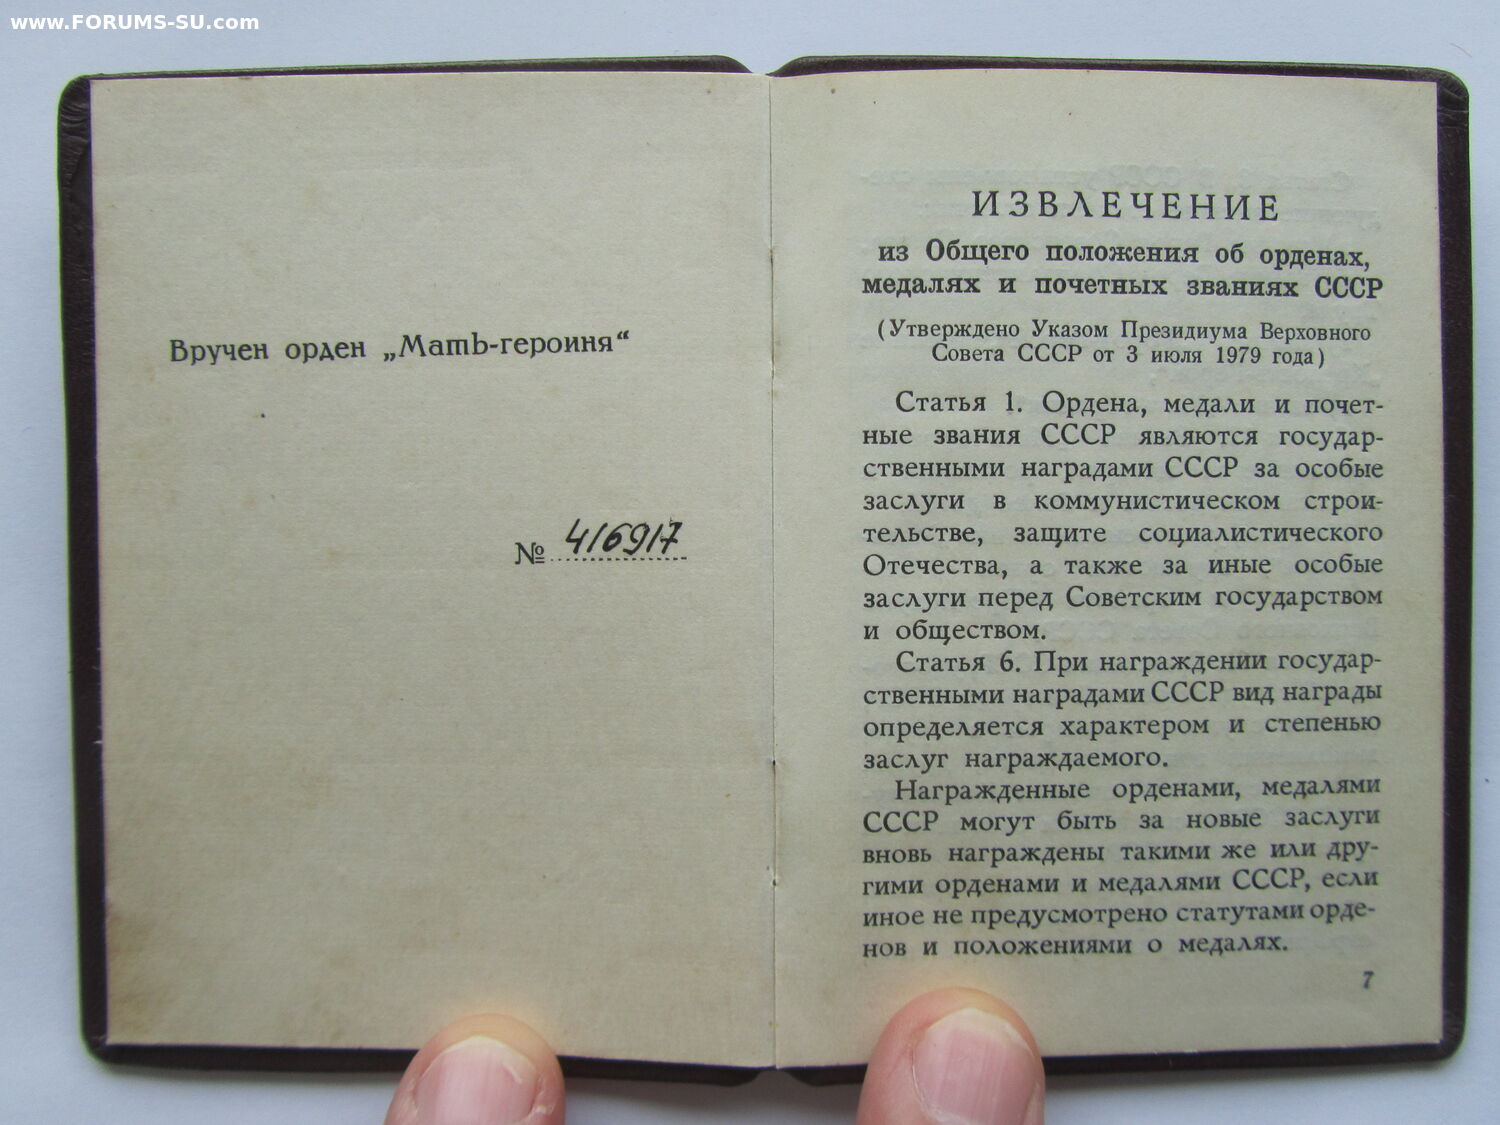 www.FORUMS-SU.com
Вручен орден „Мать-героиня“
№ 416917
ИЗВЛЕЧЕНИЕ
из Общего положения об орденах,
медалях и почетных званиях СССР
(Утверждено Указом Президиума Верховного
Совета СССР от 3 июля 1979 года)
Статья 1. Ордена, медали и почет-
ные звания СССР являются государ-
ственными наградами СССР за особые
заслуги в коммунистическом строи-
тельстве, защите социалистического
Отечества, а также за иные особые
заслуги перед Советским государством
и обществом.
Статья 6. При награждении государ-
ственными наградами СССР вид награды
определяется характером и степенью
заслуг награждаемого.
Награжденные орденами, медалями
СССР могут быть за новые заслуги
вновь награждены такими же или дру-
гими орденами и медалями СССР, если
иное не предусмотрено статутами орде-
нов и положениями о медалях.
7